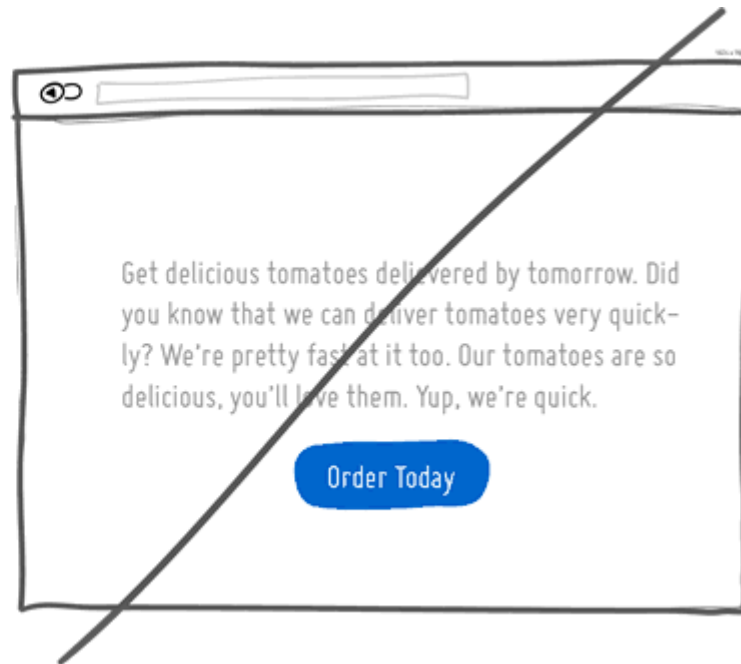 Get delicious tomatoes delievered by tomorrow. Did
you know that we can deliver tomatoes very quick-
ly? We're pretty fast at it too. Our tomatoes are so
delicious, you'll love them. Yup, we're quick.
Order Today